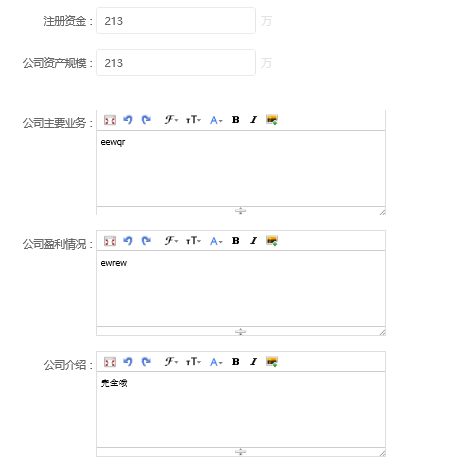 注册资金： 213 万
公司资产规模： 213 万
公司主要业务：
eewqr
公司盈利情况：
ewrew
公司介绍：
完全哦